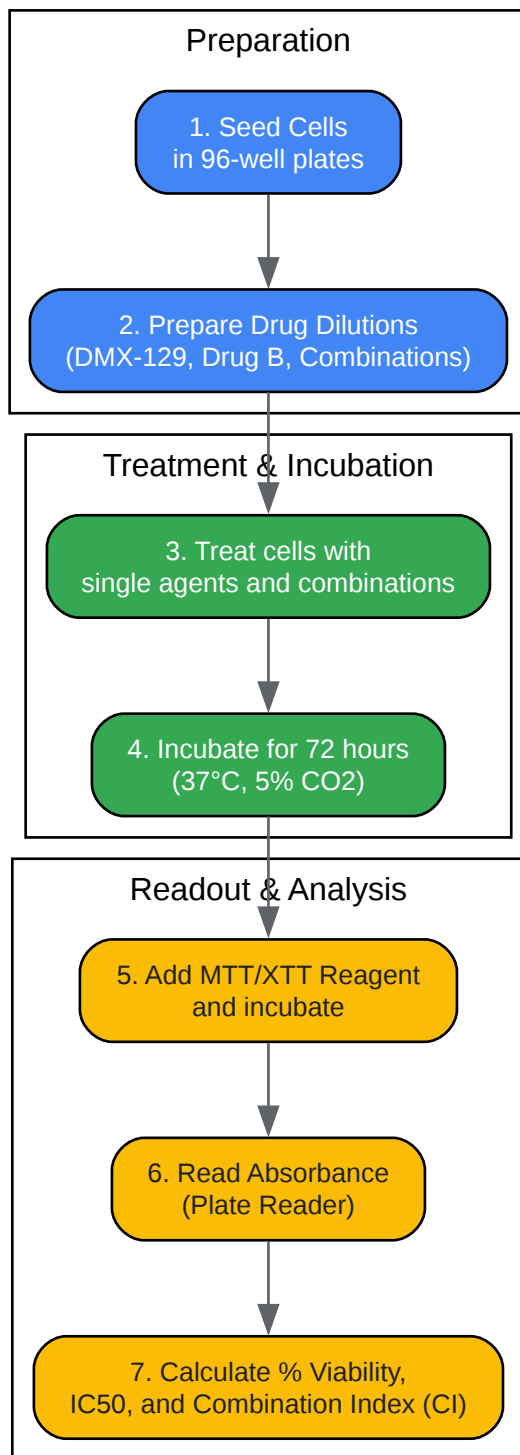 Preparation
1. Seed Cells
in 96-well plates
2. Prepare Drug Dilutions
(DMX-129, Drug B, Combinations)
Treatment & Incubation
3. Treat cells with
single agents and combinations
4. Incubate for 72 hours
(37°C, 5% CO2)
Readout & Analysis
5. Add MTT/XTT Reagent
and incubate
6. Read Absorbance
(Plate Reader)
7. Calculate % Viability,
IC50, and Combination Index (CI)